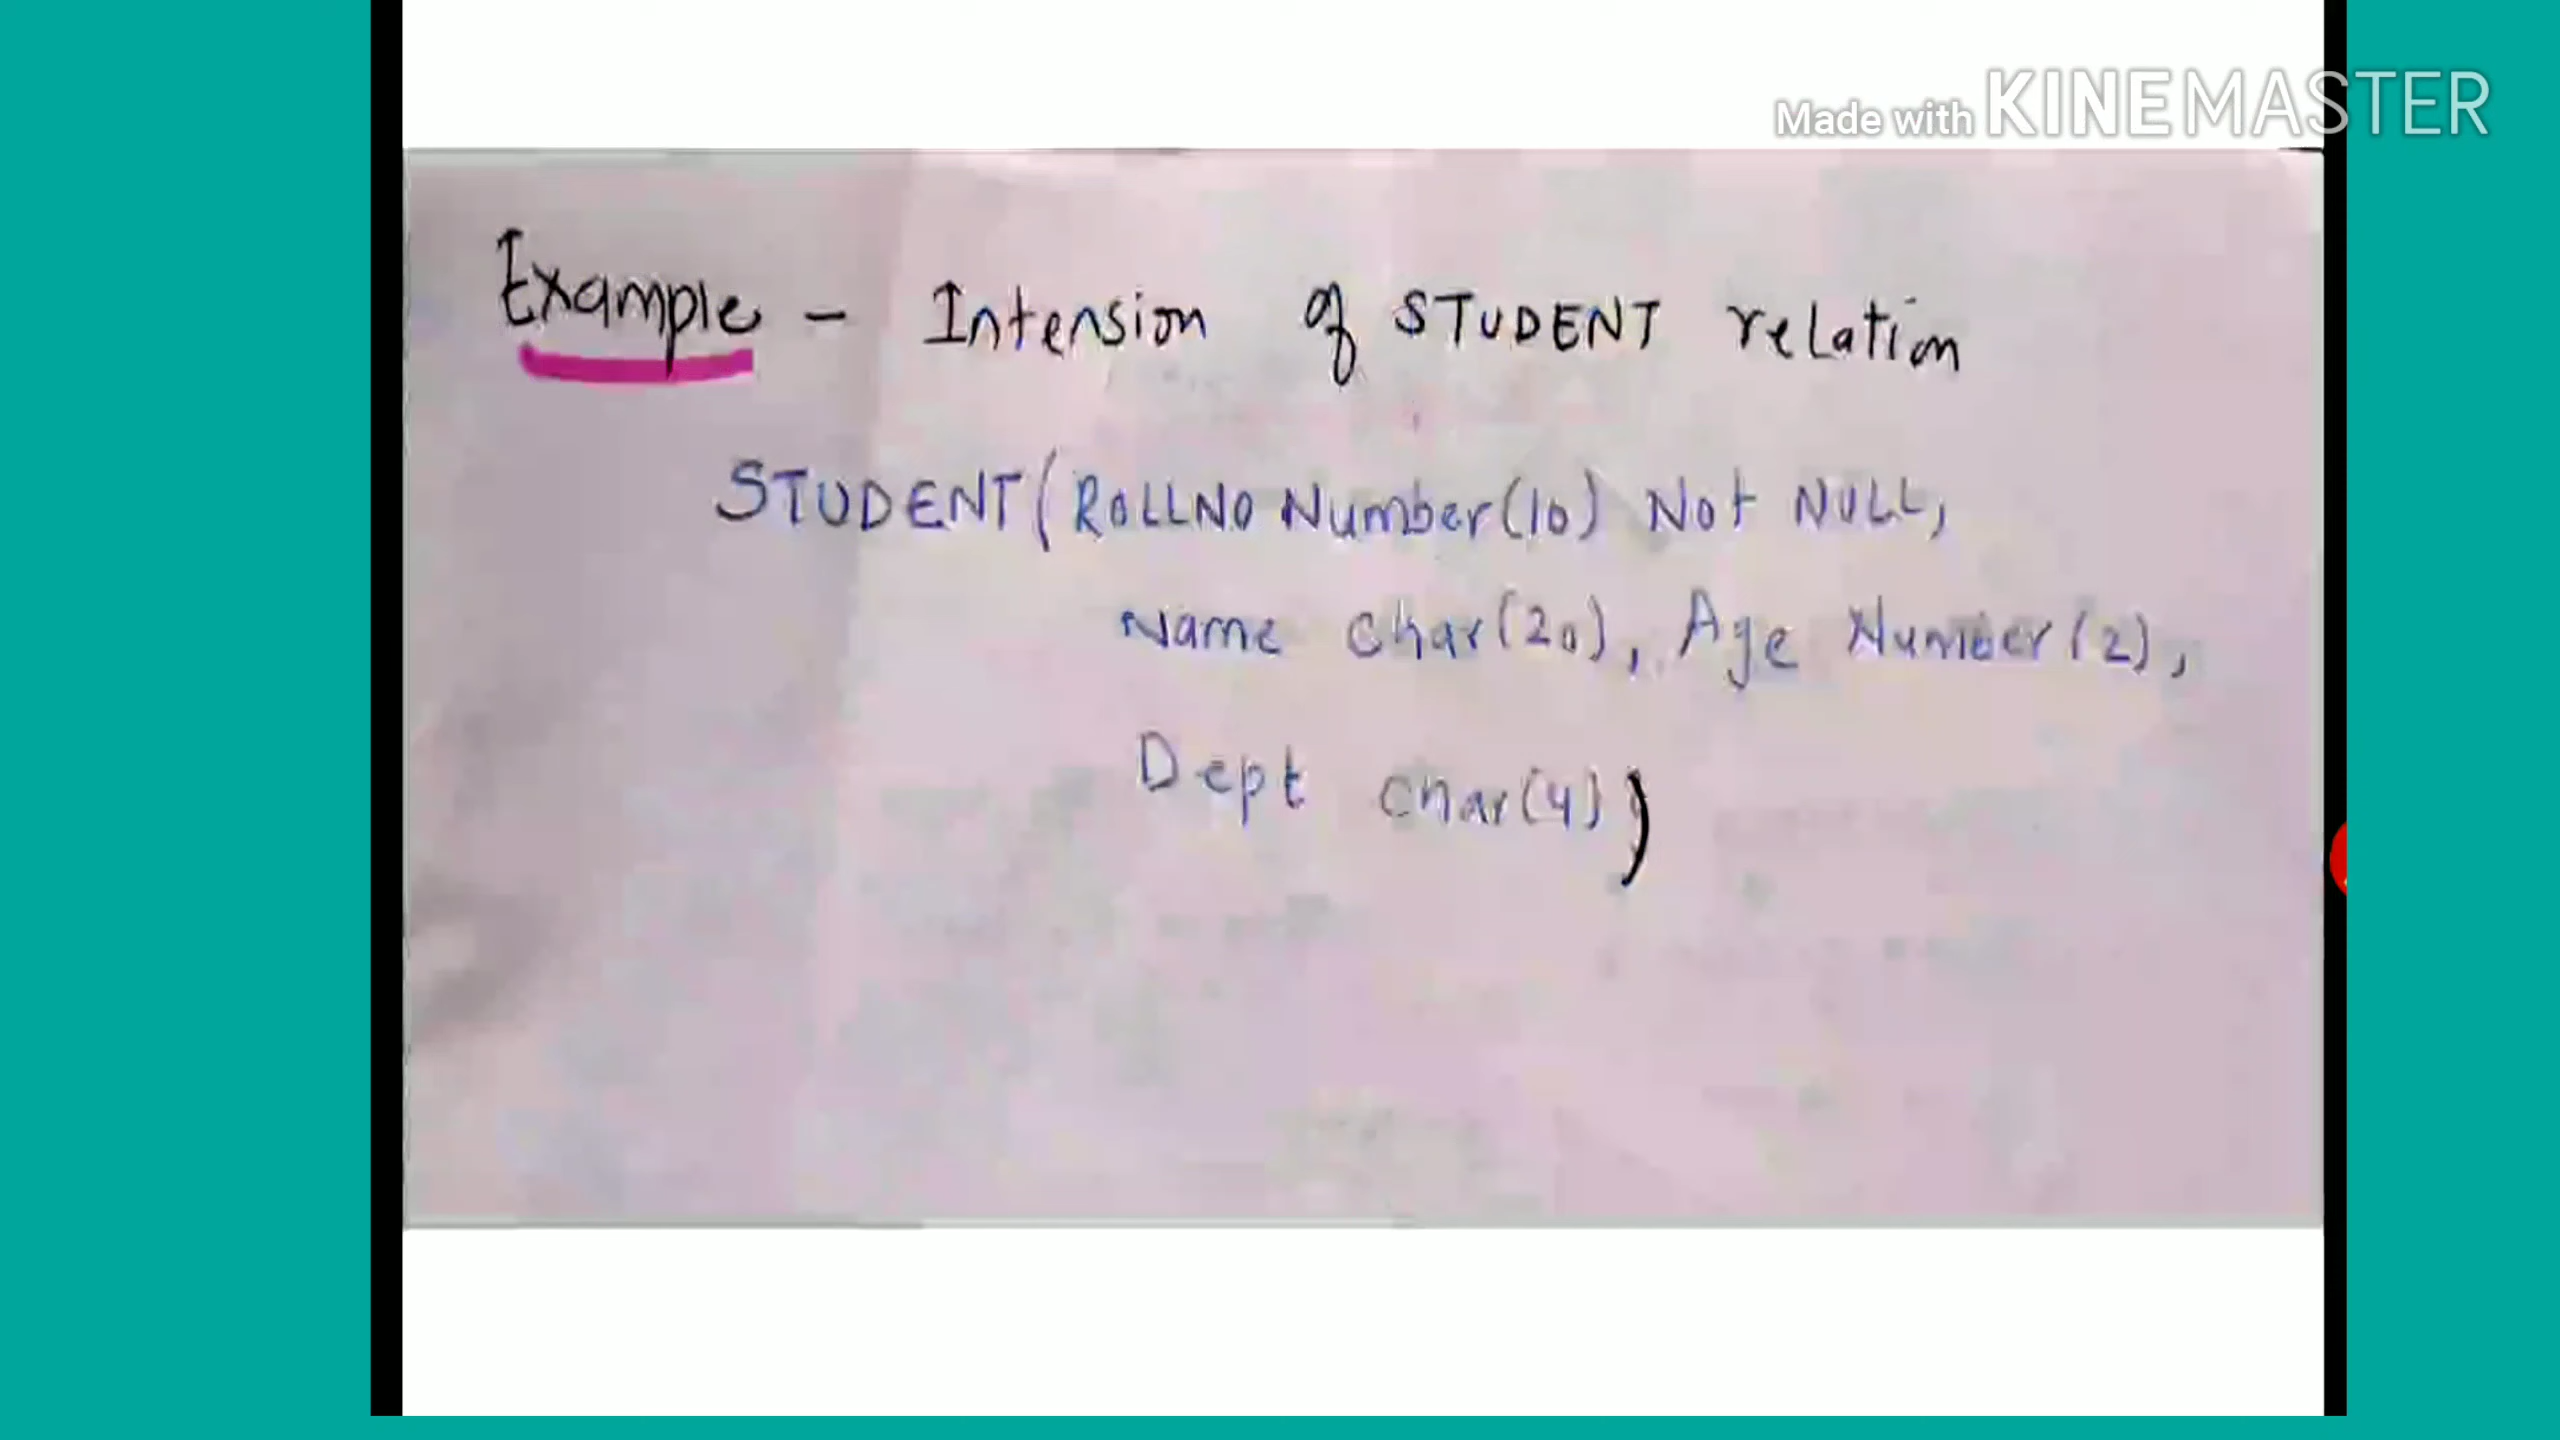 Made with KINEMASTER
Example - Intension of STUDENT relation
STUDENT(ROLLNO Number(10) Not NULL,
Name char(20), Age Number(2),
Dept char(4))